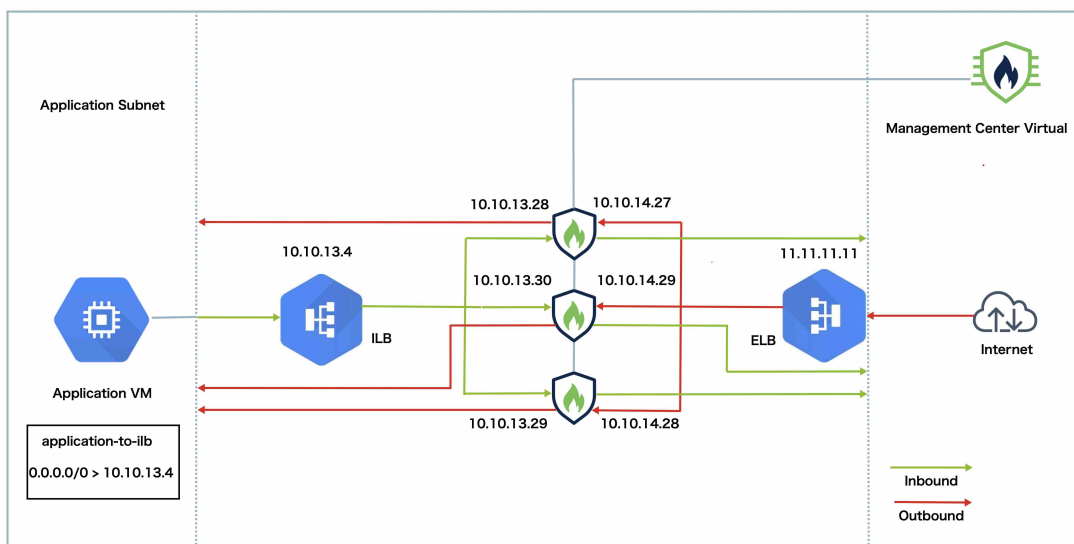 Application Subnet
Management Center Virtual
10.10.13.28
10.10.14.27
10.10.13.4
11.11.11.11
10.10.13.30
10.10.14.29
ILB
ELB
Internet
Application VM
10.10.13.29
10.10.14.28
application-to-ilb
0.0.0.0/0 > 10.10.13.4
Inbound
Outbound